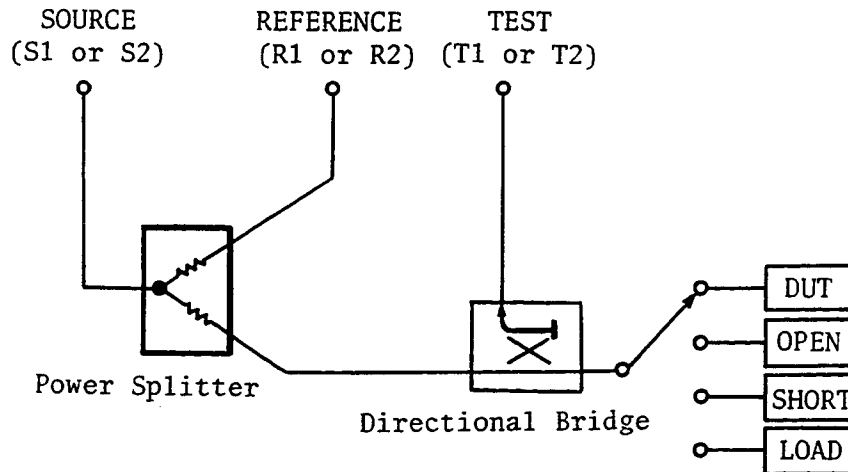 SOURCE
(S1 or S2)
REFERENCE
(R1 or R2)
TEST
(T1 or T2)
DUT
OPEN
SHORT
LOAD
Power Splitter
Directional Bridge